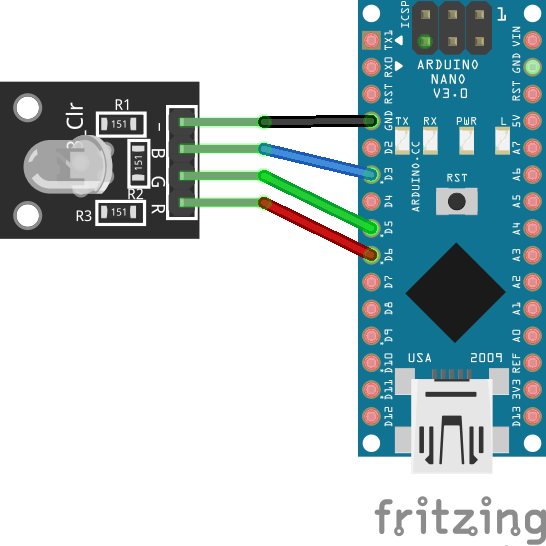 ICSP
1
ARDUINO
NANO
V3.0
TX1
RX0
RST
GND
D2
D3
D4
D5
D6
D7
D8
D9
D10
D11
D12
TX RX PWR L
ARDUINO.CC
RST
VIN
GND
RST
5V
A7
A6
A5
A4
A3
A2
A1
A0
REF
3V3
D13
USA 2009
_Clr
R1
151
151
R2
R3
151
-
B
G
R
fritzing